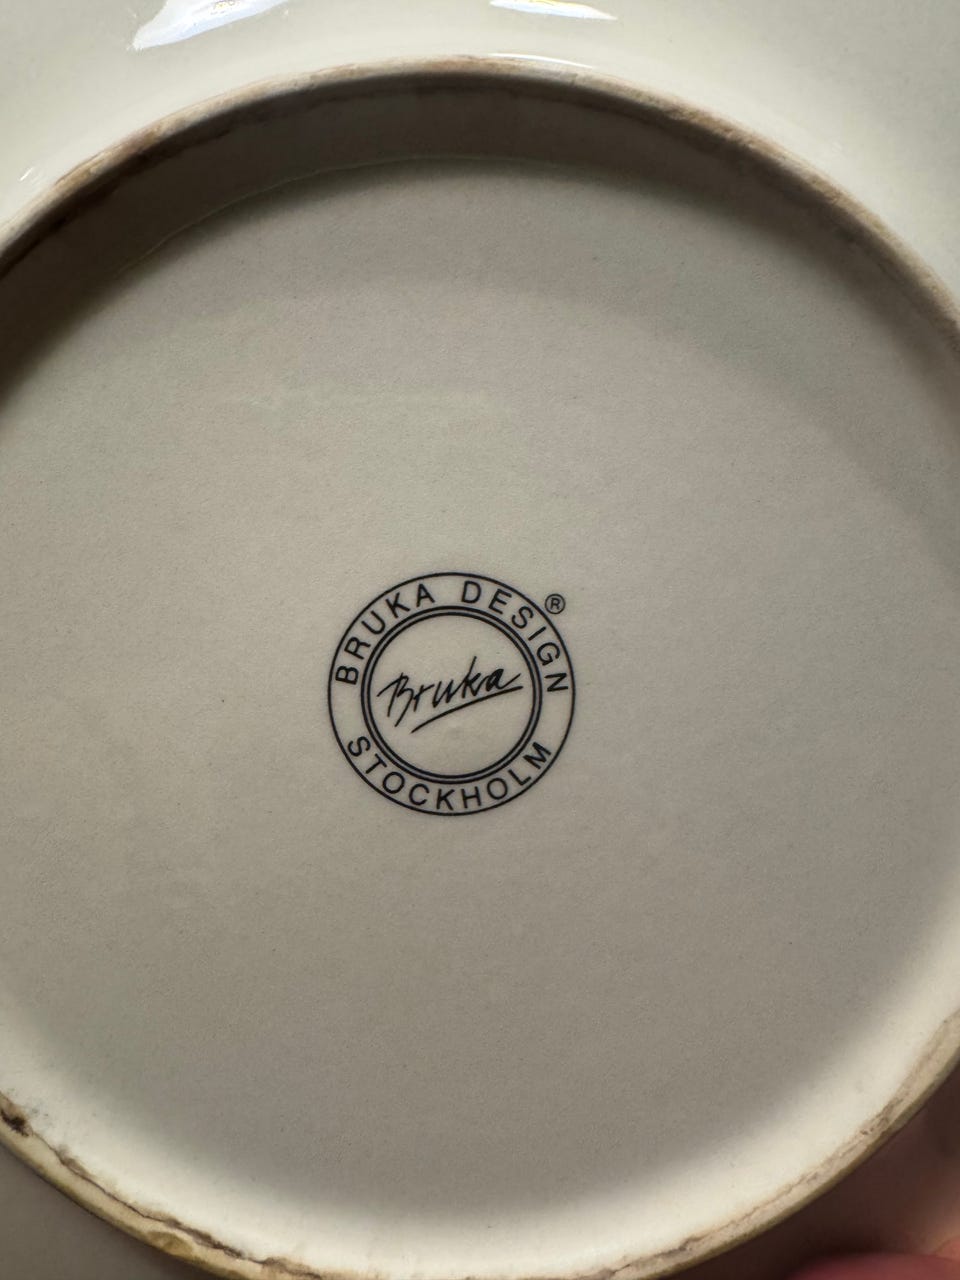 BRUKA DESIGN
®
Bruka
STOCKHOLM